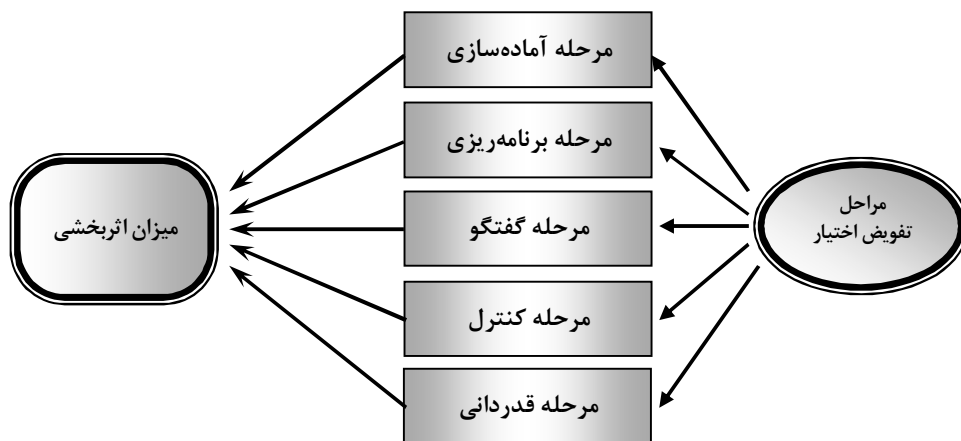 مراحل
تفویض اختیار
مرحله آماده‌سازی
مرحله برنامه‌ریزی
مرحله گفتگو
مرحله کنترل
مرحله قدردانی
میزان اثربخشی